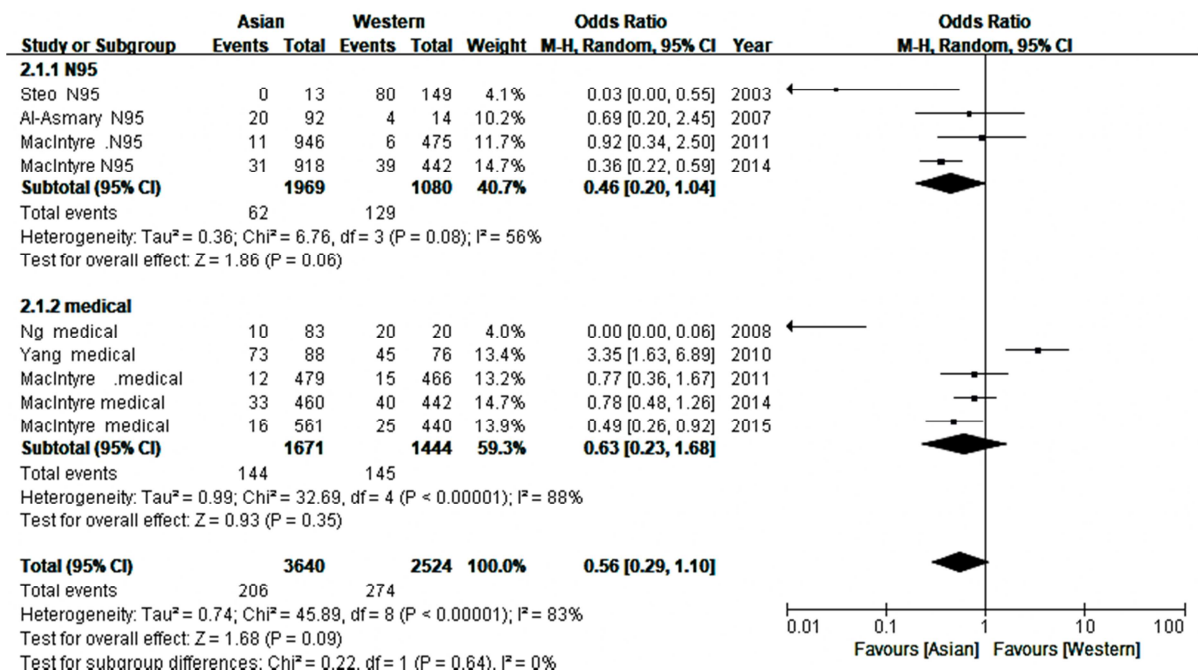 Asian Western Odds Ratio Odds Ratio
Study or Subgroup Events Total Events Total Weight M-H, Random, 95% CI Year M-H, Random, 95% CI
2.1.1 N95
Steo N95 0 13 80 149 4.1% 0.03 [0.00, 0.55] 2003
Al-Asmary N95 20 92 4 14 10.2% 0.69 [0.20, 2.45] 2007
MacIntyre .N95 11 946 6 475 11.7% 0.92 [0.34, 2.50] 2011
MacIntyre N95 31 918 39 442 14.7% 0.36 [0.22, 0.59] 2014
Subtotal (95% CI) 1969 1080 40.7% 0.46 [0.20, 1.04]
Total events 62 129
Heterogeneity: Tau² = 0.36; Chi² = 6.76, df = 3 (P = 0.08); I² = 56%
Test for overall effect: Z = 1.86 (P = 0.06)
2.1.2 medical
Ng medical 10 83 20 20 4.0% 0.00 [0.00, 0.06] 2008
Yang medical 73 88 45 76 13.4% 3.35 [1.63, 6.89] 2010
MacIntyre .medical 12 479 15 466 13.2% 0.77 [0.36, 1.67] 2011
MacIntyre medical 33 460 40 442 14.7% 0.78 [0.48, 1.26] 2014
MacIntyre medical 16 561 25 440 13.9% 0.49 [0.26, 0.92] 2015
Subtotal (95% CI) 1671 1444 59.3% 0.63 [0.23, 1.68]
Total events 144 145
Heterogeneity: Tau² = 0.99; Chi² = 32.69, df = 4 (P < 0.00001); I² = 88%
Test for overall effect: Z = 0.93 (P = 0.35)
Total (95% CI) 3640 2524 100.0% 0.56 [0.29, 1.10]
Total events 206 274
Heterogeneity: Tau² = 0.74; Chi² = 45.89, df = 8 (P < 0.00001); I² = 83%
Test for overall effect: Z = 1.68 (P = 0.09)
Test for subgroup differences: Chi² = 0.22, df = 1 (P = 0.64), I² = 0%
0.01 0.1 1 10 100
Favours [Asian] Favours [Western]